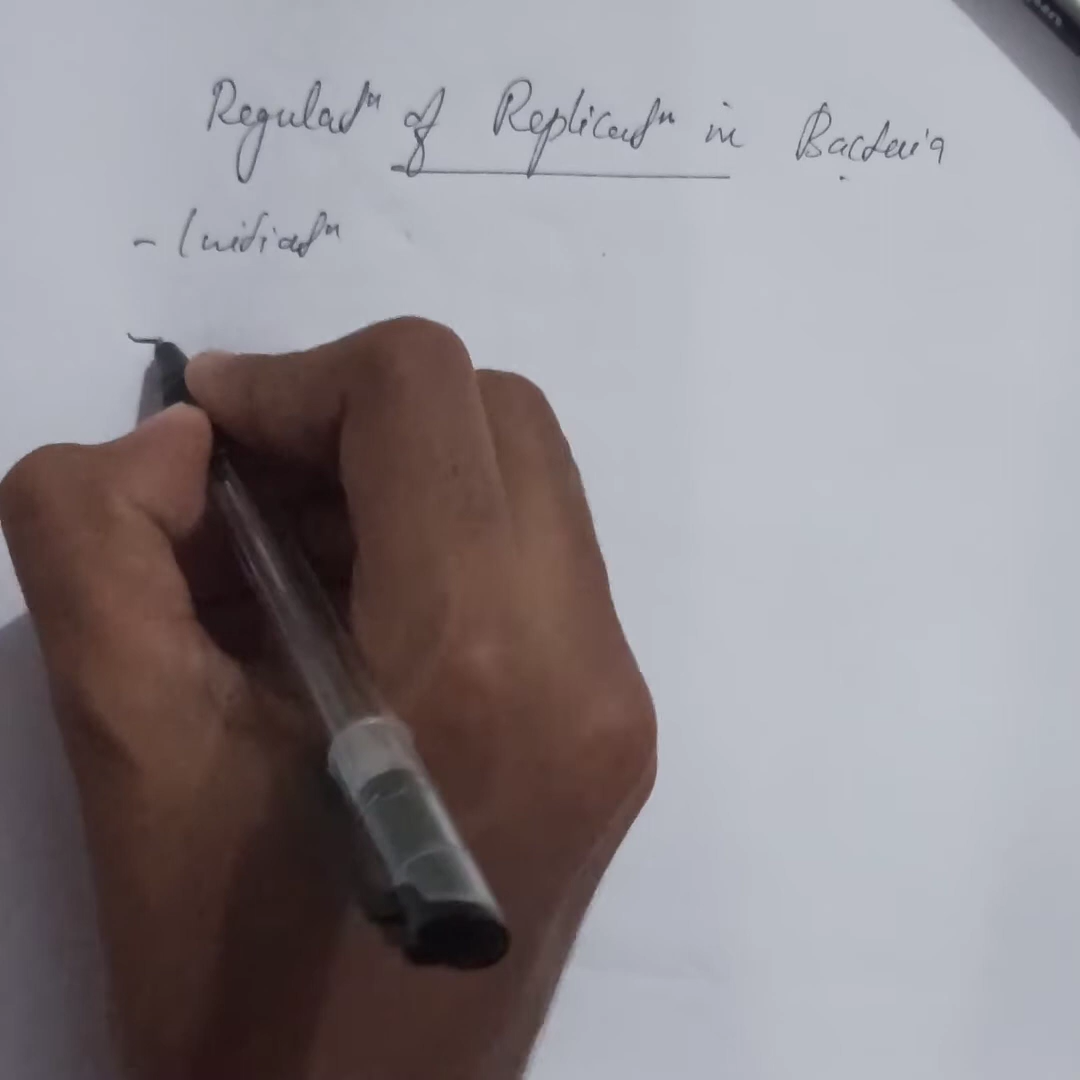 Regulatⁿ of Replicatⁿ in Bacteria
- Initiatⁿ